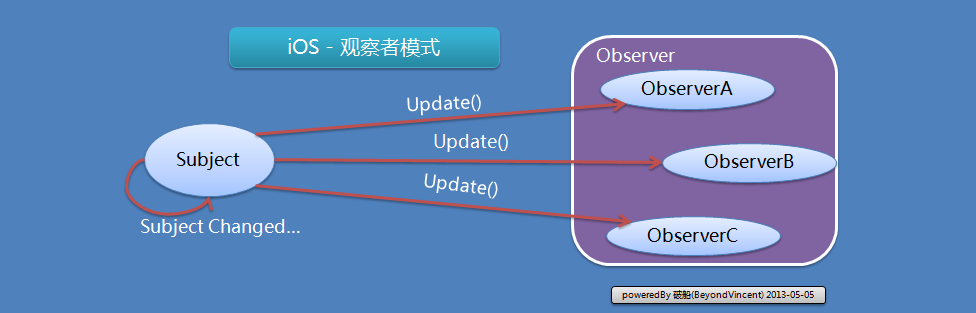 iOS - 观察者模式
Observer
ObserverA
Update()
Update()
Subject
ObserverB
Update()
Subject Changed...
ObserverC
poweredBy 破船(BeyondVincent) 2013-05-05